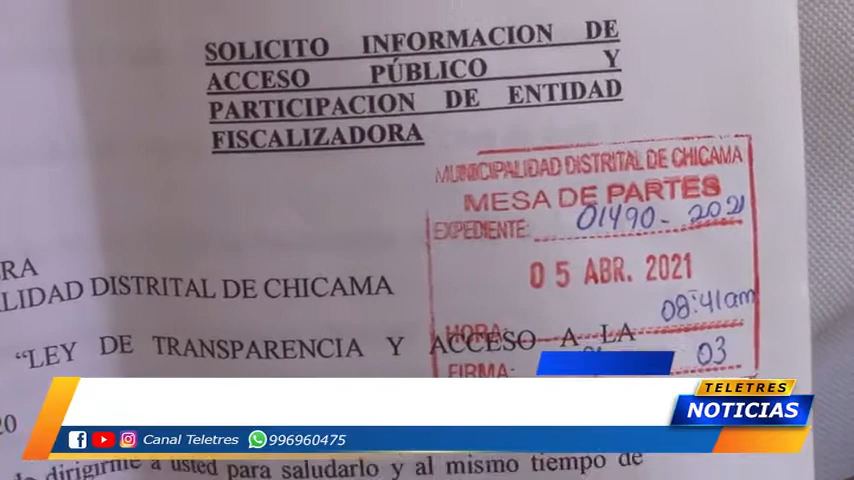 SOLICITO INFORMACION DE
ACCESO PÚBLICO Y
PARTICIPACION DE ENTIDAD
FISCALIZADORA
MUNICIPALIDAD DISTRITAL DE CHICAMA
MESA DE PARTES
EXPEDIENTE: 01490-2021
05 ABR. 2021
HORA: 08:41am
FIRMA: 03
RA
LIDAD DISTRITAL DE CHICAMA
“LEY DE TRANSPARENCIA Y ACCESO A LA
20
dirigirme a usted para saludarlo y al mismo tiempo de
TELETRES
NOTICIAS
Canal Teletres 996960475